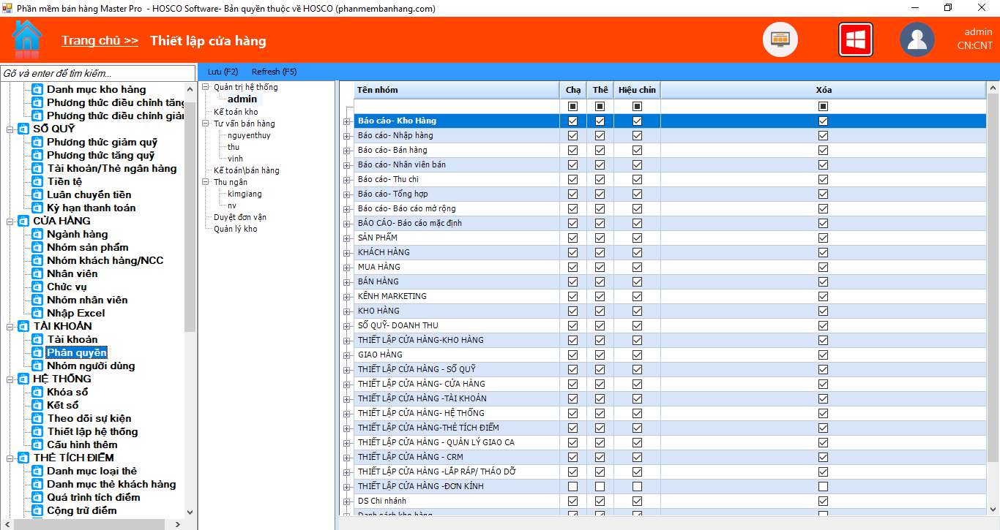 Phần mềm bán hàng Master Pro - HOSCO Software- Bản quyền thuộc về HOSCO (phanmembanhang.com)
Trang chủ >>
Thiết lập cửa hàng
admin
CN:CNT
Gõ và enter để tìm kiếm...
Danh mục kho hàng
Phương thức điều chỉnh tăng
Phương thức điều chỉnh giản
SỔ QUỸ
Phương thức giảm quỹ
Phương thức tăng quỹ
Tài khoản/Thẻ ngân hàng
Tiền tệ
Luân chuyển tiền
Kỳ hạn thanh toán
CỬA HÀNG
Ngành hàng
Nhóm sản phẩm
Nhóm khách hàng/NCC
Nhân viên
Chức vụ
Nhóm nhân viên
Nhập Excel
TÀI KHOẢN
Tài khoản
Phân quyền
Nhóm người dùng
HỆ THỐNG
Khóa sổ
Kết sổ
Theo dõi sự kiện
Thiết lập hệ thống
Cấu hình thêm
THẺ TÍCH ĐIỂM
Danh mục loại thẻ
Danh mục thẻ khách hàng
Quá trình tích điểm
Cộng trừ điểm
Lưu (F2)
Refresh (F5)
Quản trị hệ thống
admin
Kế toán kho
Tư vấn bán hàng
nguyenthuy
thu
vinh
Kế toán\bán hàng
Thu ngân
kimgiang
nv
Duyệt đơn vận
Quản lý kho
Tên nhóm
Chạ
Thê
Hiệu chỉn
Xóa
Báo cáo- Kho Hàng
Báo cáo- Nhập hàng
Báo cáo- Bán hàng
Báo cáo- Nhân viên bán
Báo cáo- Thu chi
Báo cáo- Tổng hợp
Báo cáo- Báo cáo mở rộng
BÁO CÁO- Báo cáo mặc định
SẢN PHẨM
KHÁCH HÀNG
MUA HÀNG
BÁN HÀNG
KÊNH MARKETING
KHO HÀNG
SỔ QUỸ- DOANH THU
THIẾT LẬP CỬA HÀNG-KHO HÀNG
GIAO HÀNG
THIẾT LẬP CỬA HÀNG - SỔ QUỸ
THIẾT LẬP CỬA HÀNG- CỬA HÀNG
THIẾT LẬP CỬA HÀNG -TÀI KHOẢN
THIẾT LẬP CỬA HÀNG- HỆ THỐNG
THIẾT LẬP CỬA HÀNG-THẺ TÍCH ĐIỂM
THIẾT LẬP CỬA HÀNG - QUẢN LÝ GIAO CA
THIẾT LẬP CỬA HÀNG - CRM
THIẾT LẬP CỬA HÀNG -LẮP RÁP/ THÁO DỠ
THIẾT LẬP CỬA HÀNG -ĐƠN KÍNH
DS Chi nhánh
Danh sách kho hàng